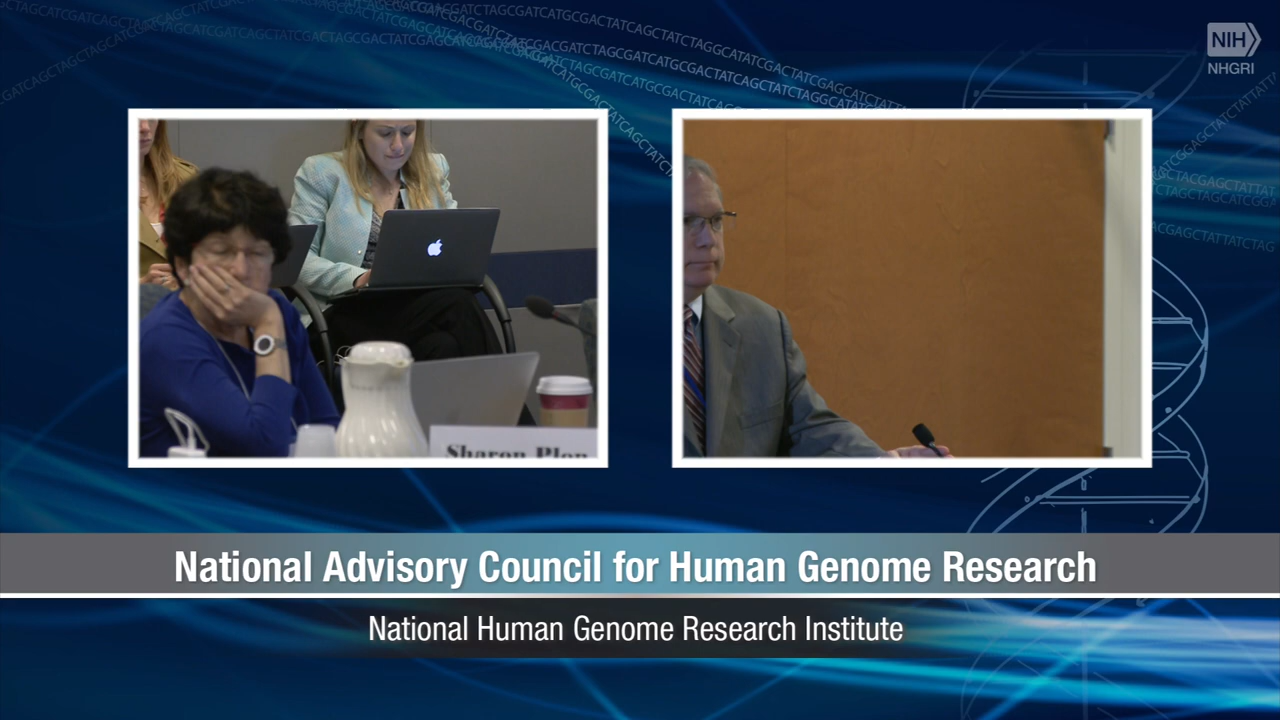 NIH
NHGRI
Sharon Plon
National Advisory Council for Human Genome Research
National Human Genome Research Institute